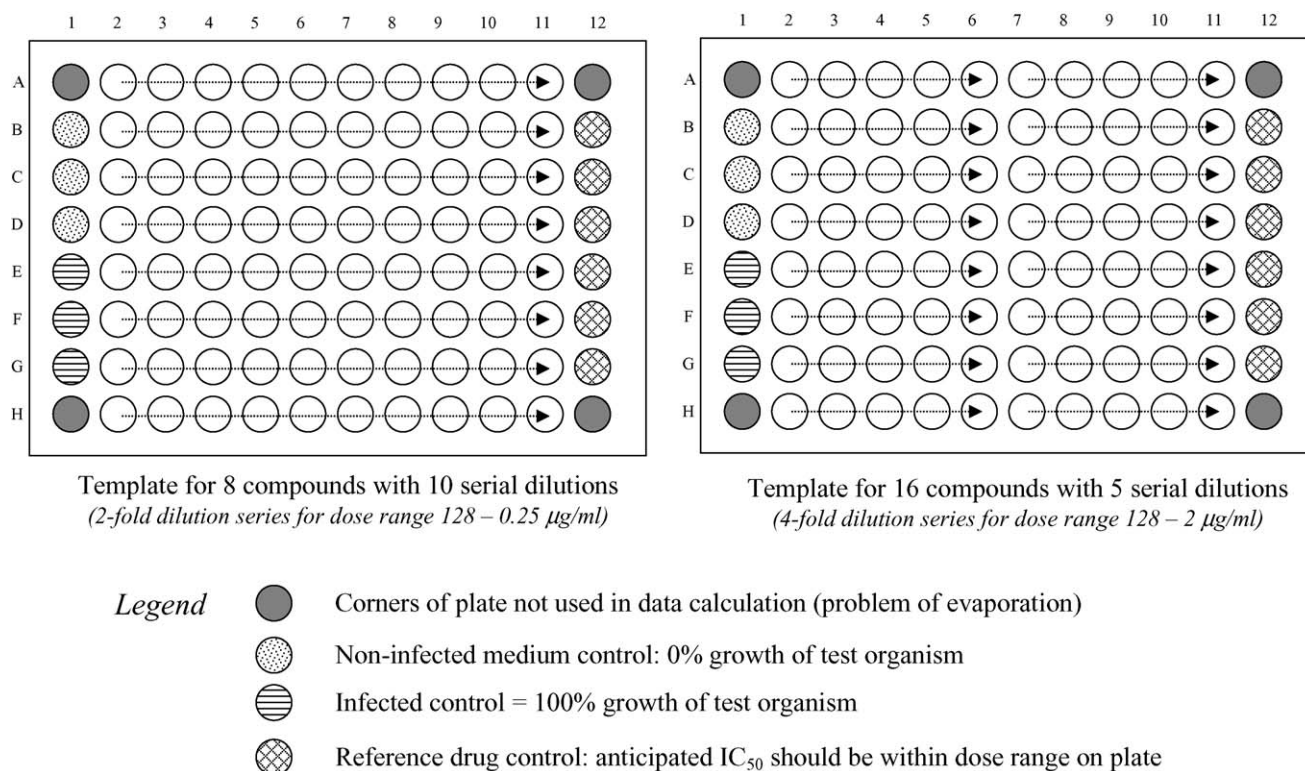 1 2 3 4 5 6 7 8 9 10 11 12
A
B
C
D
E
F
G
H
Template for 8 compounds with 10 serial dilutions
(2-fold dilution series for dose range 128 – 0.25 μg/ml)
1 2 3 4 5 6 7 8 9 10 11 12
A
B
C
D
E
F
G
H
Template for 16 compounds with 5 serial dilutions
(4-fold dilution series for dose range 128 – 2 μg/ml)
Legend
Corners of plate not used in data calculation (problem of evaporation)
Non-infected medium control: 0% growth of test organism
Infected control = 100% growth of test organism
Reference drug control: anticipated IC₅₀ should be within dose range on plate